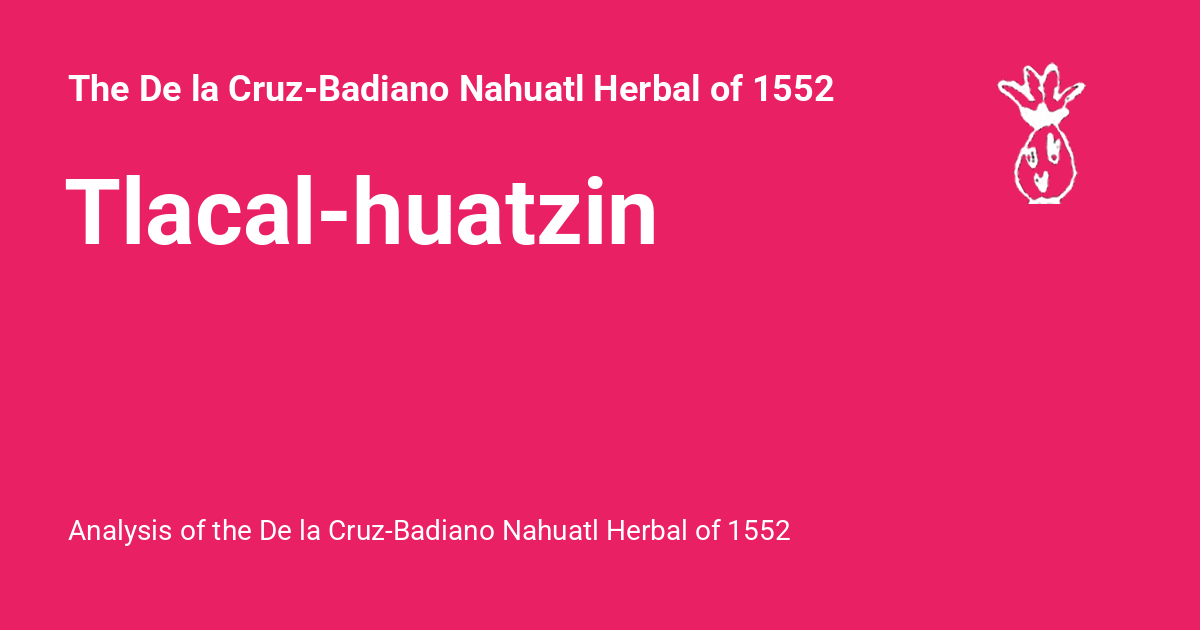 The De la Cruz-Badiano Nahuatl Herbal of 1552
Tlacal-huatzin
Analysis of the De la Cruz-Badiano Nahuatl Herbal of 1552